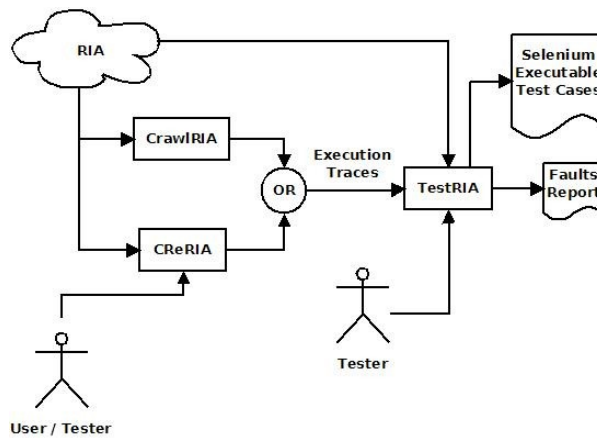 RIA
Selenium
Executable
Test Cases
CrawlRIA
Execution
Traces
OR
TestRIA
Faults
Report
CReRIA
Tester
User / Tester